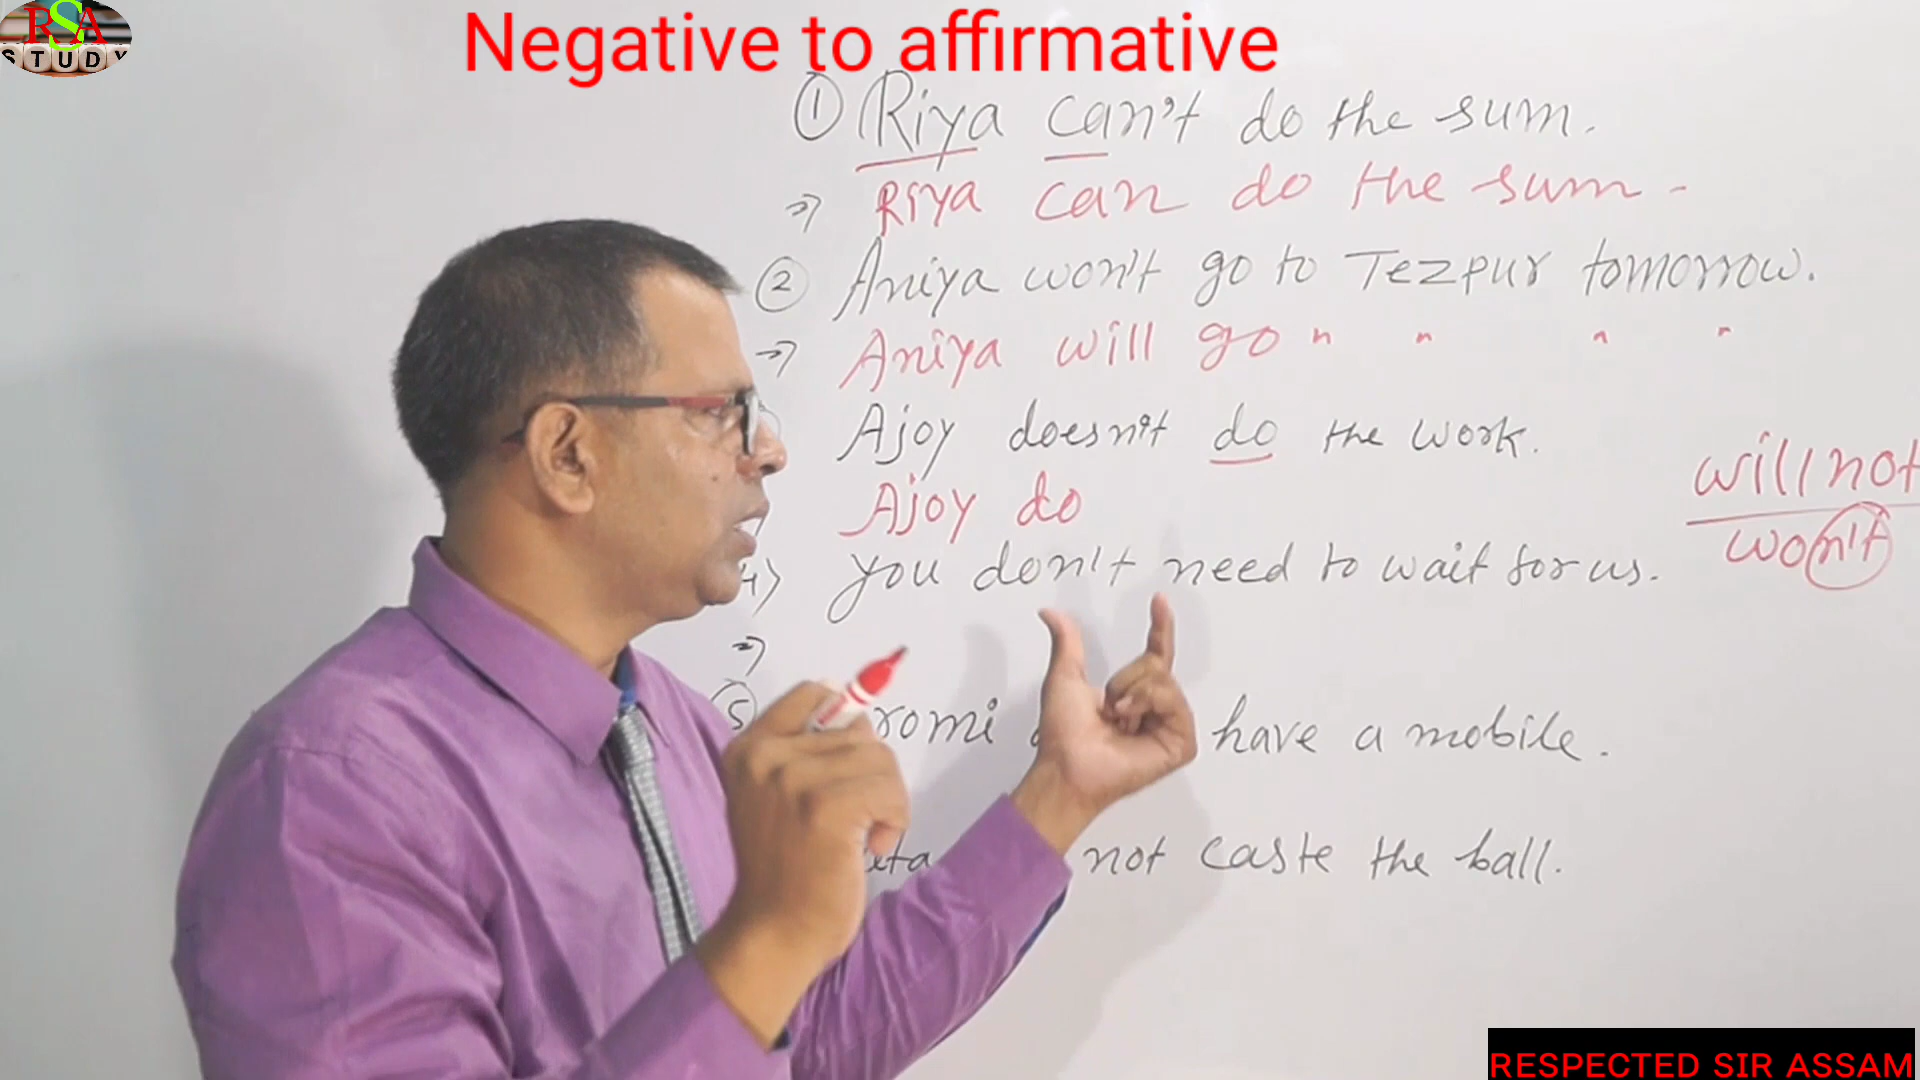 RSA
STUDY
Negative to affirmative
① Riya can't do the sum.
→ Riya can do the sum -
② Aniya won't go to Tezpur tomorrow.
→ Aniya will go " " " "
Ajoy doesn't do the work.
Ajoy do
4) you don't need to wait for us.
→
⑤ romi have a mobile.
not caste the ball.
will not
won't
RESPECTED SIR ASSAM